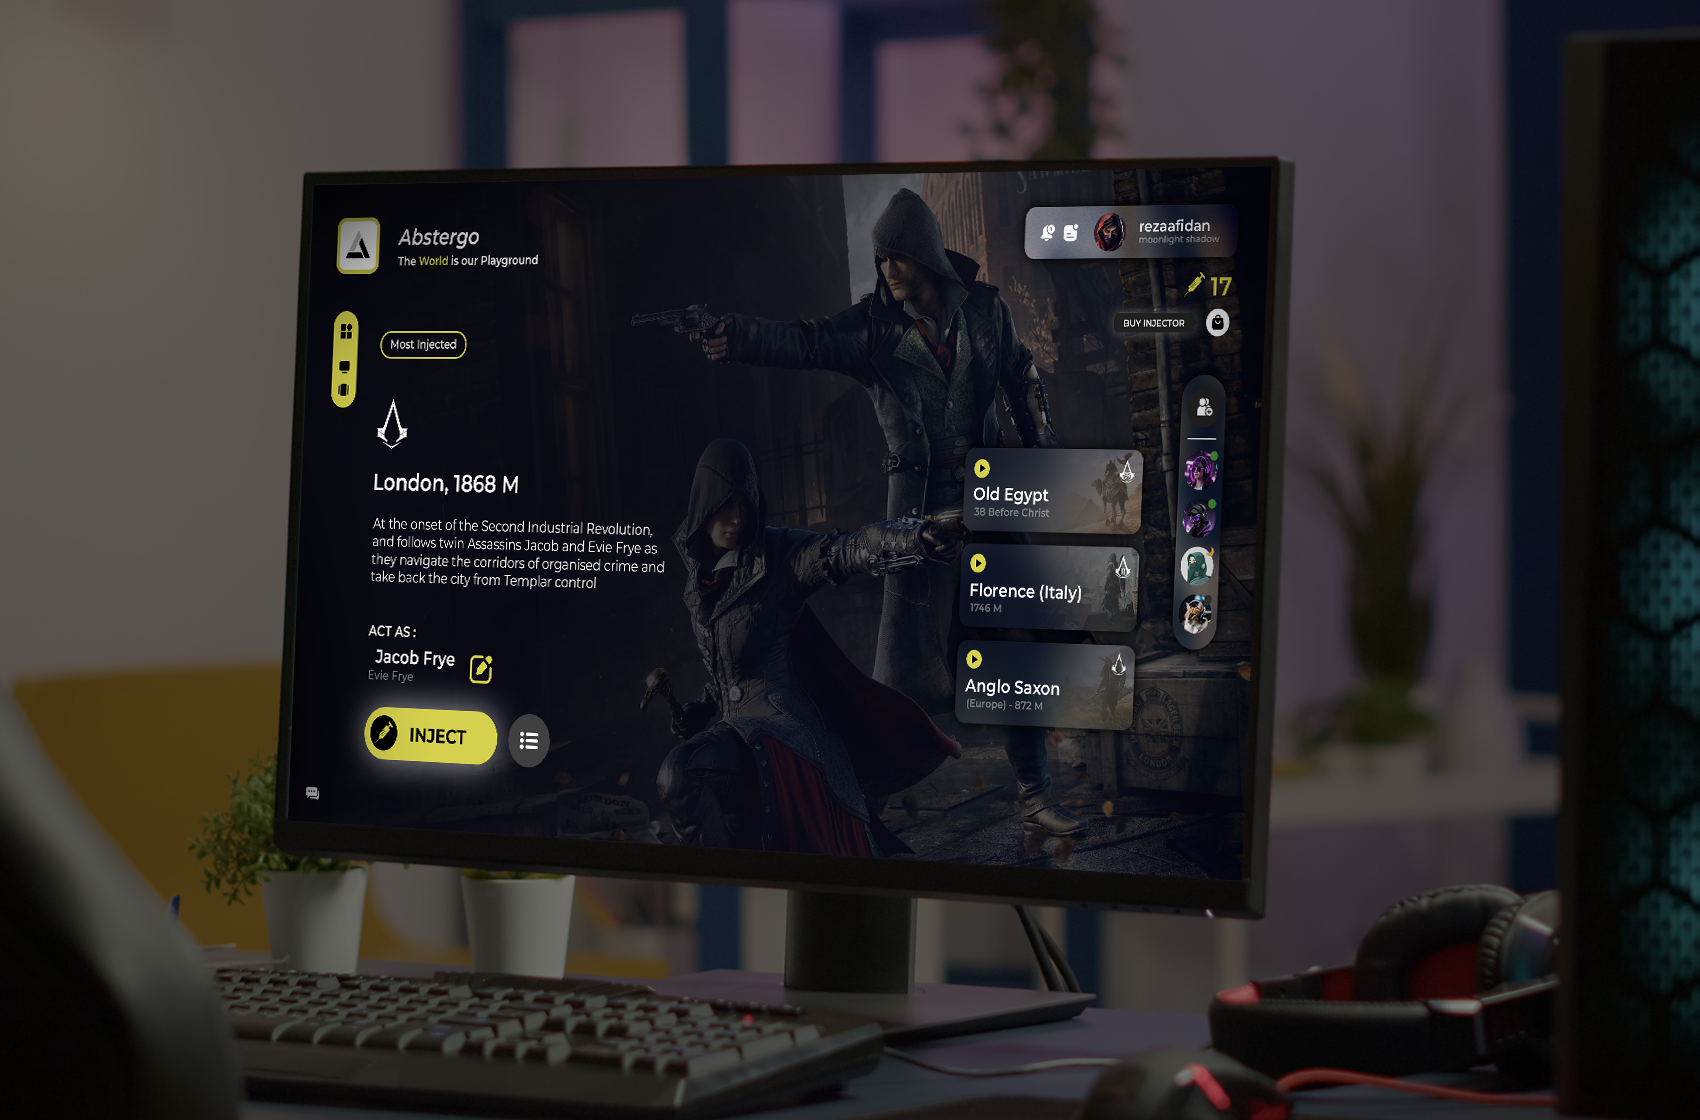 Abstergo
The World is our Playground
rezaafidan
moonlight shadow
17
BUY INJECTOR
Most Injected
London, 1868 M
At the onset of the Second Industrial Revolution,
and follows twin Assassins Jacob and Evie Frye as
they navigate the corridors of organised crime and
take back the city from Templar control
ACT AS :
Jacob Frye
Evie Frye
INJECT
Old Egypt
38 Before Christ
Florence (Italy)
1746 M
Anglo Saxon
(Europe) - 872 M
LONDON